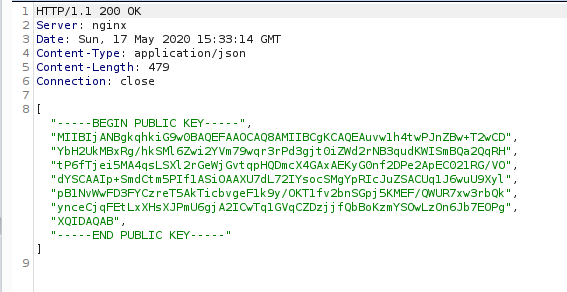 1 HTTP/1.1 200 OK
2 Server: nginx
3 Date: Sun, 17 May 2020 15:33:14 GMT
4 Content-Type: application/json
5 Content-Length: 479
6 Connection: close
7
8 [
"-----BEGIN PUBLIC KEY-----",
"MIIBIjANBgkqhkiG9w0BAQEFAAOCAQ8AMIIBCgKCAQEAuvw1h4twPJnZBw+T2wCD",
"YbH2UkMBxRg/hkSMl6Zwi2YVm79wqr3rPd3gjtOiZWd2rNB3qudKWISmBQa2QqRH",
"tP6fTjei5MA4qsLSXl2rGeWjGvtqpHQDmcX4GAxAEKyG0nf2DPe2ApEC021RG/V0",
"dYSCAAIp+SmdCtm5PIf1ASiOAAXU7dL72IYsocSMgYpRIcJuZSACUq1J6wuU9Xyl",
"pB1NvWwFD3FYCzreT5AkTicbvgeF1k9y/OKT1fv2bnSGpj5KMEF/QWUR7xw3rbQk",
"ynceCjqFEtLxXHsXJPmU6gjA2ICwTq1GVqCZDzjjfQbBoKzmYSOwLzOn6Jb7EOPg",
"XQIDAQAB",
"-----END PUBLIC KEY-----"
]
9